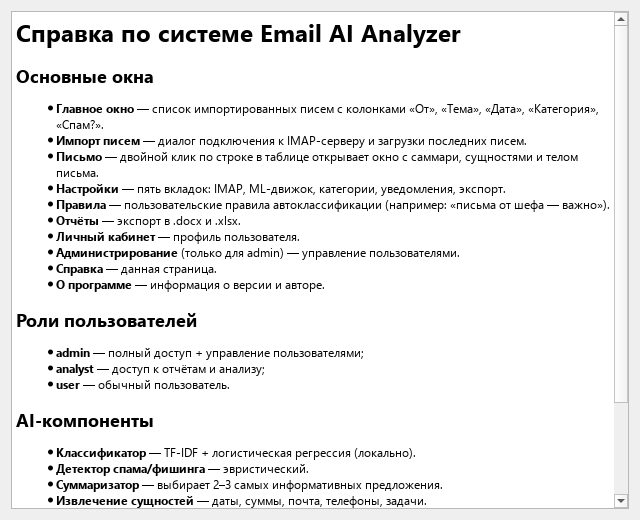 Справка по системе Email AI Analyzer
Основные окна
• Главное окно — список импортированных писем с колонками «От», «Тема», «Дата», «Категория»,
«Спам?».
• Импорт писем — диалог подключения к IMAP-серверу и загрузки последних писем.
• Письмо — двойной клик по строке в таблице открывает окно с саммари, сущностями и телом
письма.
• Настройки — пять вкладок: IMAP, ML-движок, категории, уведомления, экспорт.
• Правила — пользовательские правила автоклассификации (например: «письма от шефа — важно»).
• Отчёты — экспорт в .docx и .xlsx.
• Личный кабинет — профиль пользователя.
• Администрирование (только для admin) — управление пользователями.
• Справка — данная страница.
• О программе — информация о версии и авторе.
Роли пользователей
• admin — полный доступ + управление пользователями;
• analyst — доступ к отчётам и анализу;
• user — обычный пользователь.
AI-компоненты
• Классификатор — TF-IDF + логистическая регрессия (локально).
• Детектор спама/фишинга — эвристический.
• Суммаризатор — выбирает 2–3 самых информативных предложения.
• Извлечение сущностей — даты, суммы, почта, телефоны, задачи.